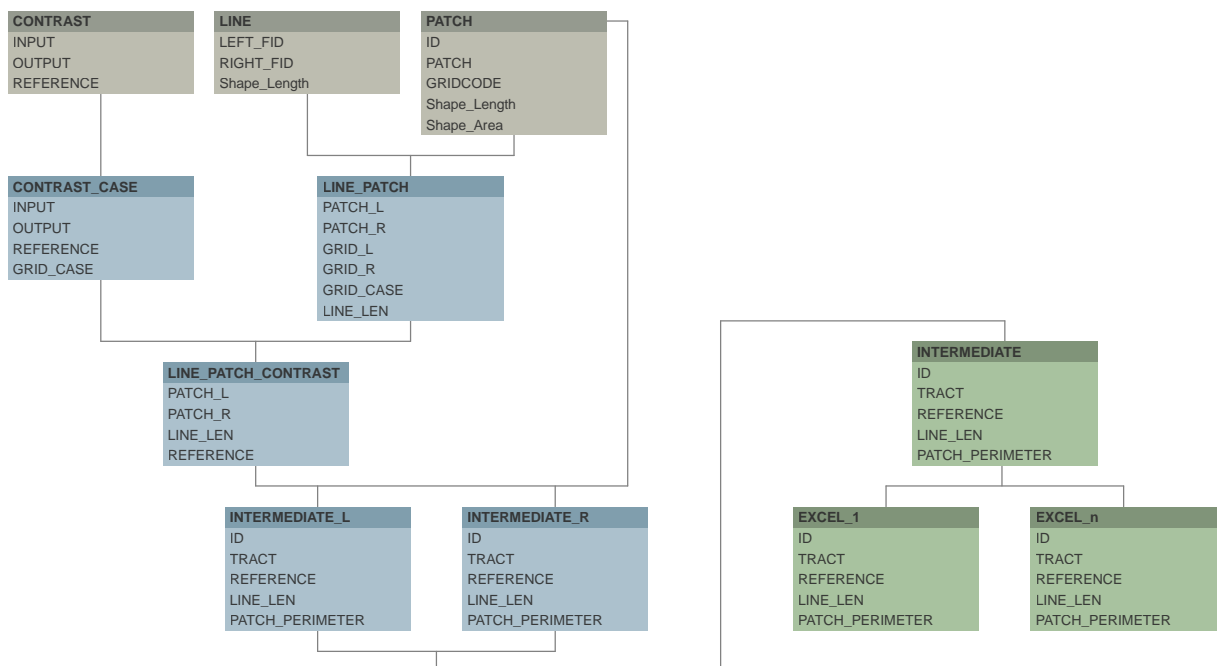 CONTRAST
INPUT
OUTPUT
REFERENCE
LINE
LEFT_FID
RIGHT_FID
Shape_Length
PATCH
ID
PATCH
GRIDCODE
Shape_Length
Shape_Area
CONTRAST_CASE
INPUT
OUTPUT
REFERENCE
GRID_CASE
LINE_PATCH
PATCH_L
PATCH_R
GRID_L
GRID_R
GRID_CASE
LINE_LEN
LINE_PATCH_CONTRAST
PATCH_L
PATCH_R
LINE_LEN
REFERENCE
INTERMEDIATE_L
ID
TRACT
REFERENCE
LINE_LEN
PATCH_PERIMETER
INTERMEDIATE_R
ID
TRACT
REFERENCE
LINE_LEN
PATCH_PERIMETER
INTERMEDIATE
ID
TRACT
REFERENCE
LINE_LEN
PATCH_PERIMETER
EXCEL_1
ID
TRACT
REFERENCE
LINE_LEN
PATCH_PERIMETER
EXCEL_n
ID
TRACT
REFERENCE
LINE_LEN
PATCH_PERIMETER